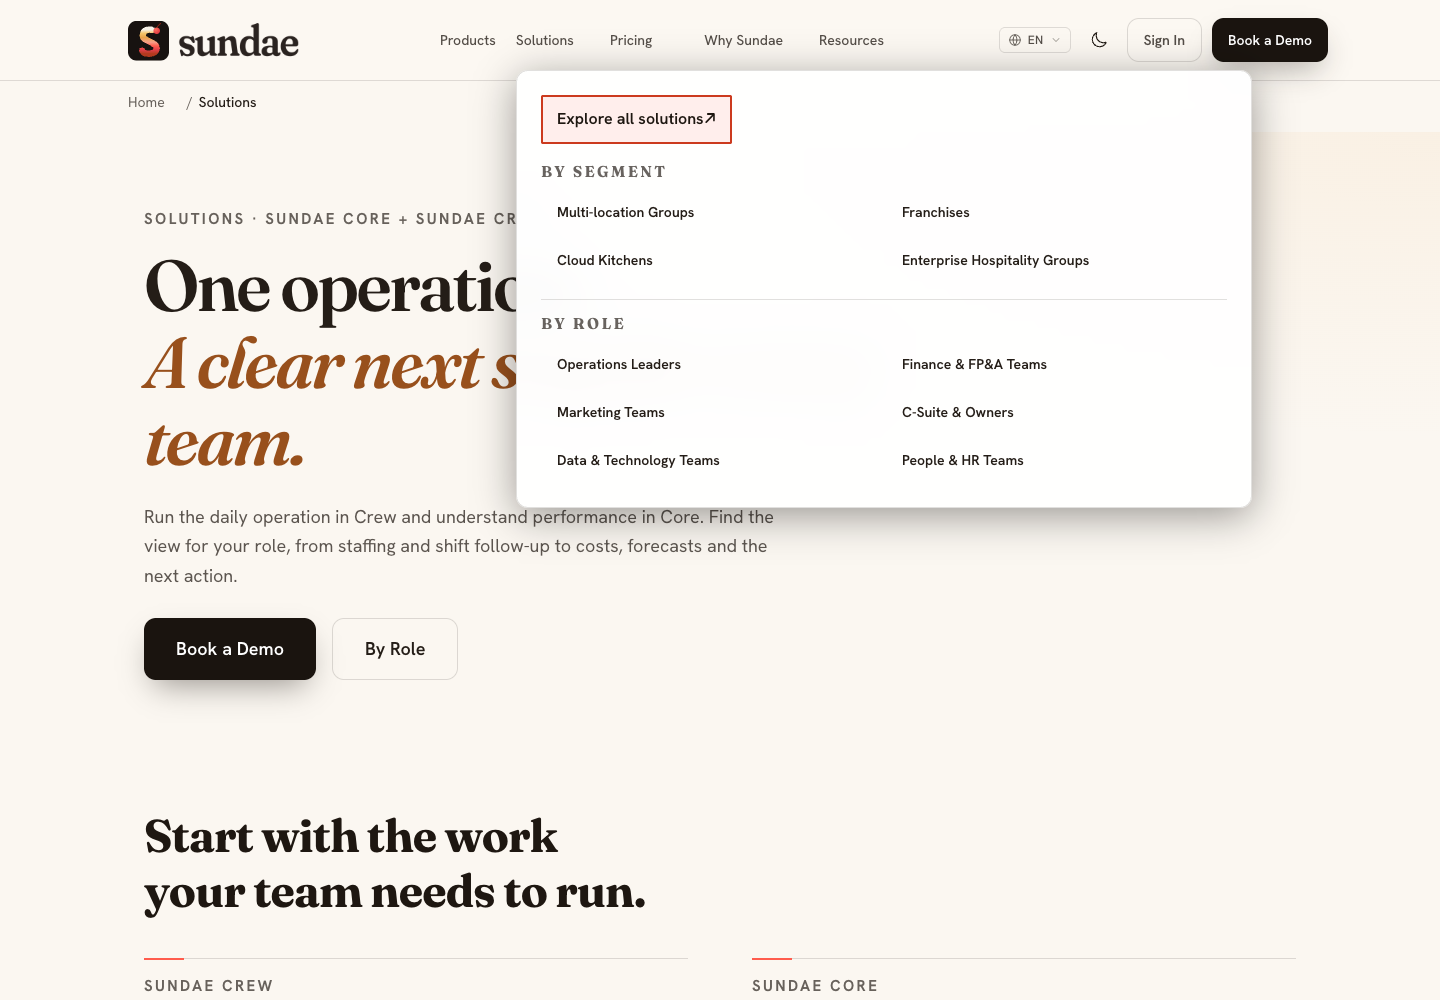 sundae
Products
Solutions
Pricing
Why Sundae
Resources
EN
Sign In
Book a Demo
Home / Solutions
Explore all solutions↗
BY SEGMENT
Multi-location Groups
Franchises
Cloud Kitchens
Enterprise Hospitality Groups
BY ROLE
Operations Leaders
Finance & FP&A Teams
Marketing Teams
C-Suite & Owners
Data & Technology Teams
People & HR Teams
SOLUTIONS · SUNDAE CORE + SUNDAE
One
A clear next
team.
Run the daily operation in Crew and understand performance in Core. Find the
view for your role, from staffing and shift follow-up to costs, forecasts and the
next action.
Book a Demo
By Role
Start with the work
your team needs to run.
SUNDAE CREW
SUNDAE CORE